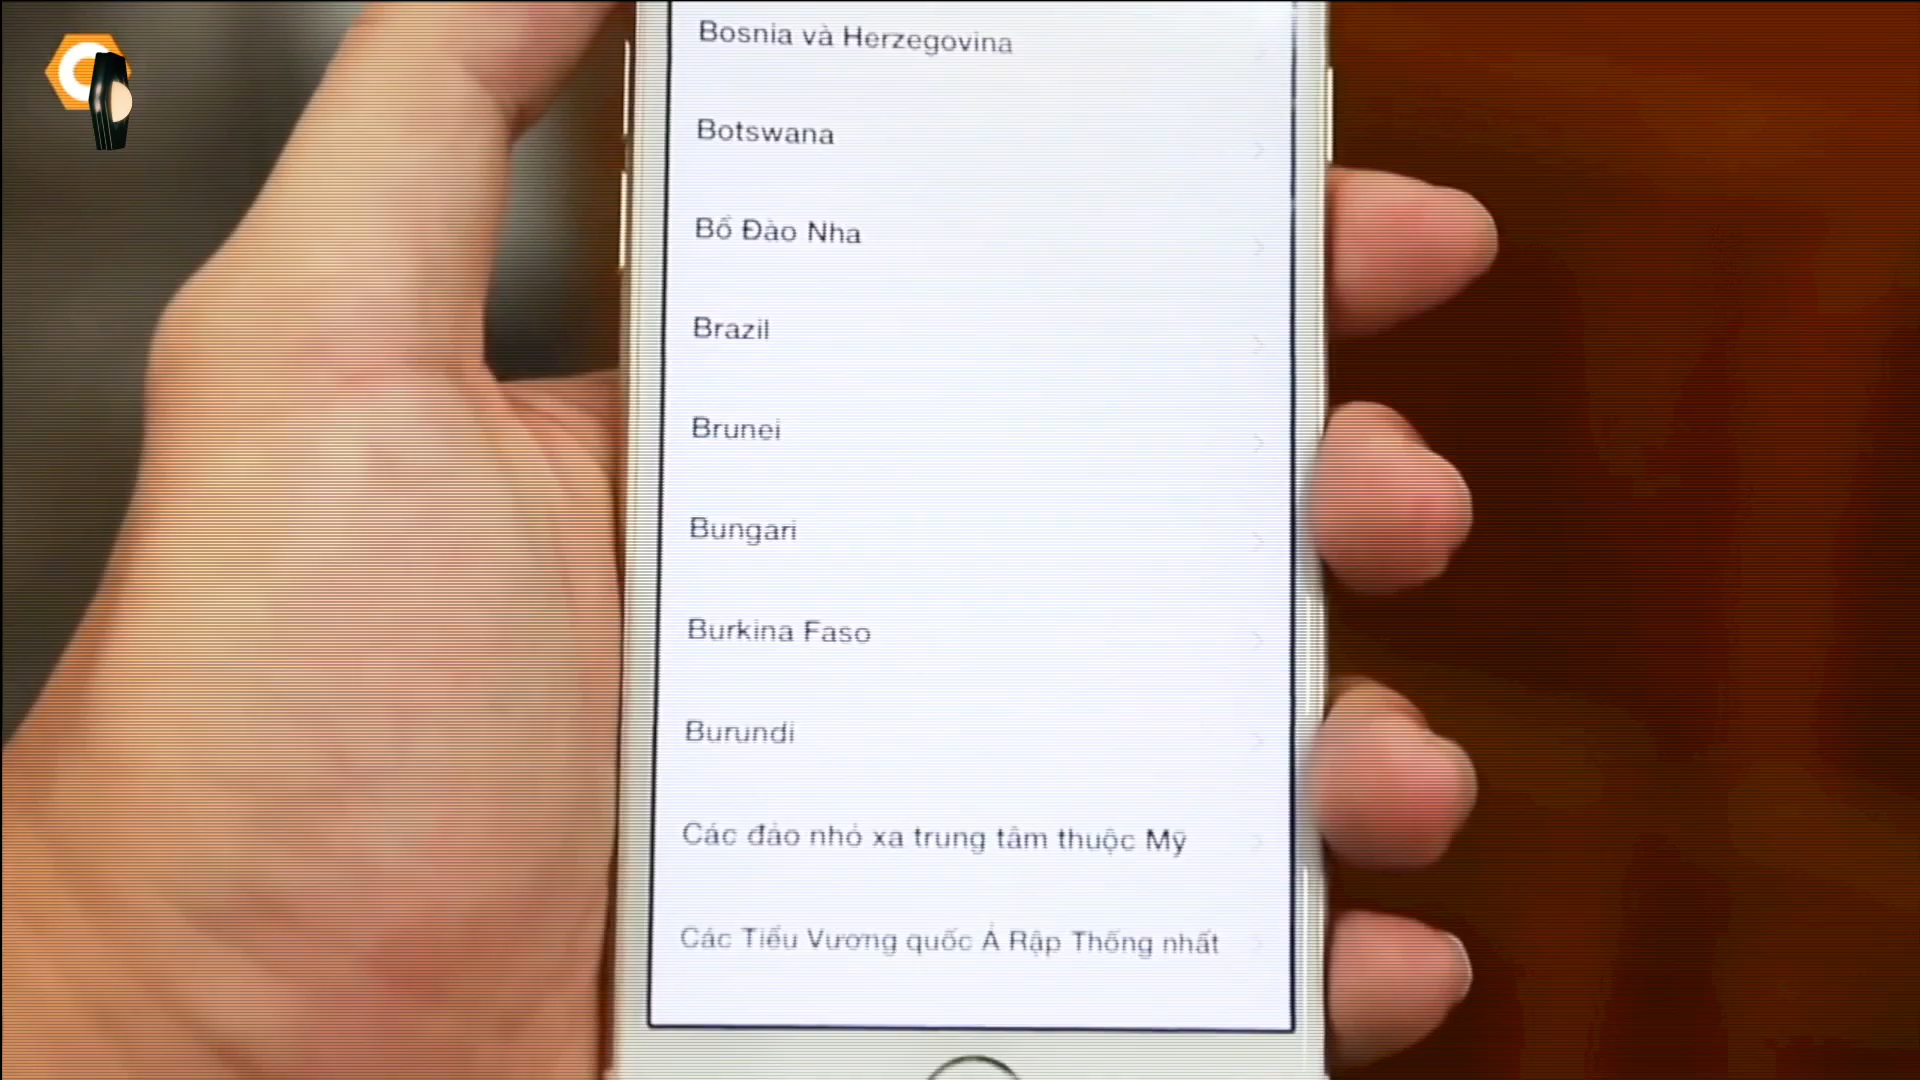 Bosnia và Herzegovina
Botswana
Bồ Đào Nha
Brazil
Brunei
Bungari
Burkina Faso
Burundi
Các đảo nhỏ xa trung tâm thuộc Mỹ
Các Tiểu Vương quốc Ả Rập Thống nhất